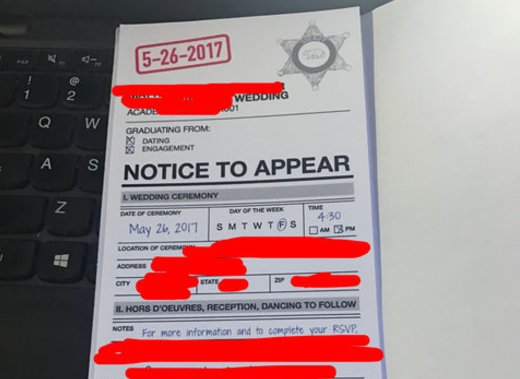 5-26-2017
WEDDING
GRADUATING FROM:
DATING
ENGAGEMENT
NOTICE TO APPEAR
I. WEDDING CEREMONY
DATE OF CEREMONY
May 26, 2017
DAY OF THE WEEK
S M T W T F S
TIME
4:30
AM PM
LOCATION OF CEREMONY
ADDRESS
CITY
STATE
ZIP
II. HORS D'OEUVRES, RECEPTION, DANCING TO FOLLOW
NOTES For more information and to complete your RSVP,
! @
1 2
Q W
A S
Z